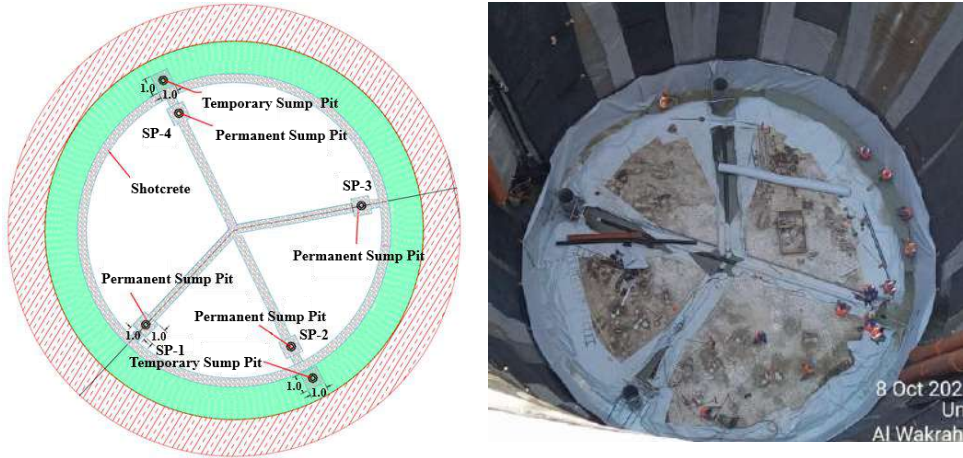 1.0
1.0
Temporary Sump Pit
Permanent Sump Pit
SP-4
Shotcrete
SP-3
Permanent Sump Pit
Permanent Sump Pit
Permanent Sump Pit
1.0
1.0
SP-1
SP-2
Temporary Sump Pit
1.0
1.0
8 Oct 202
Al Wakrah